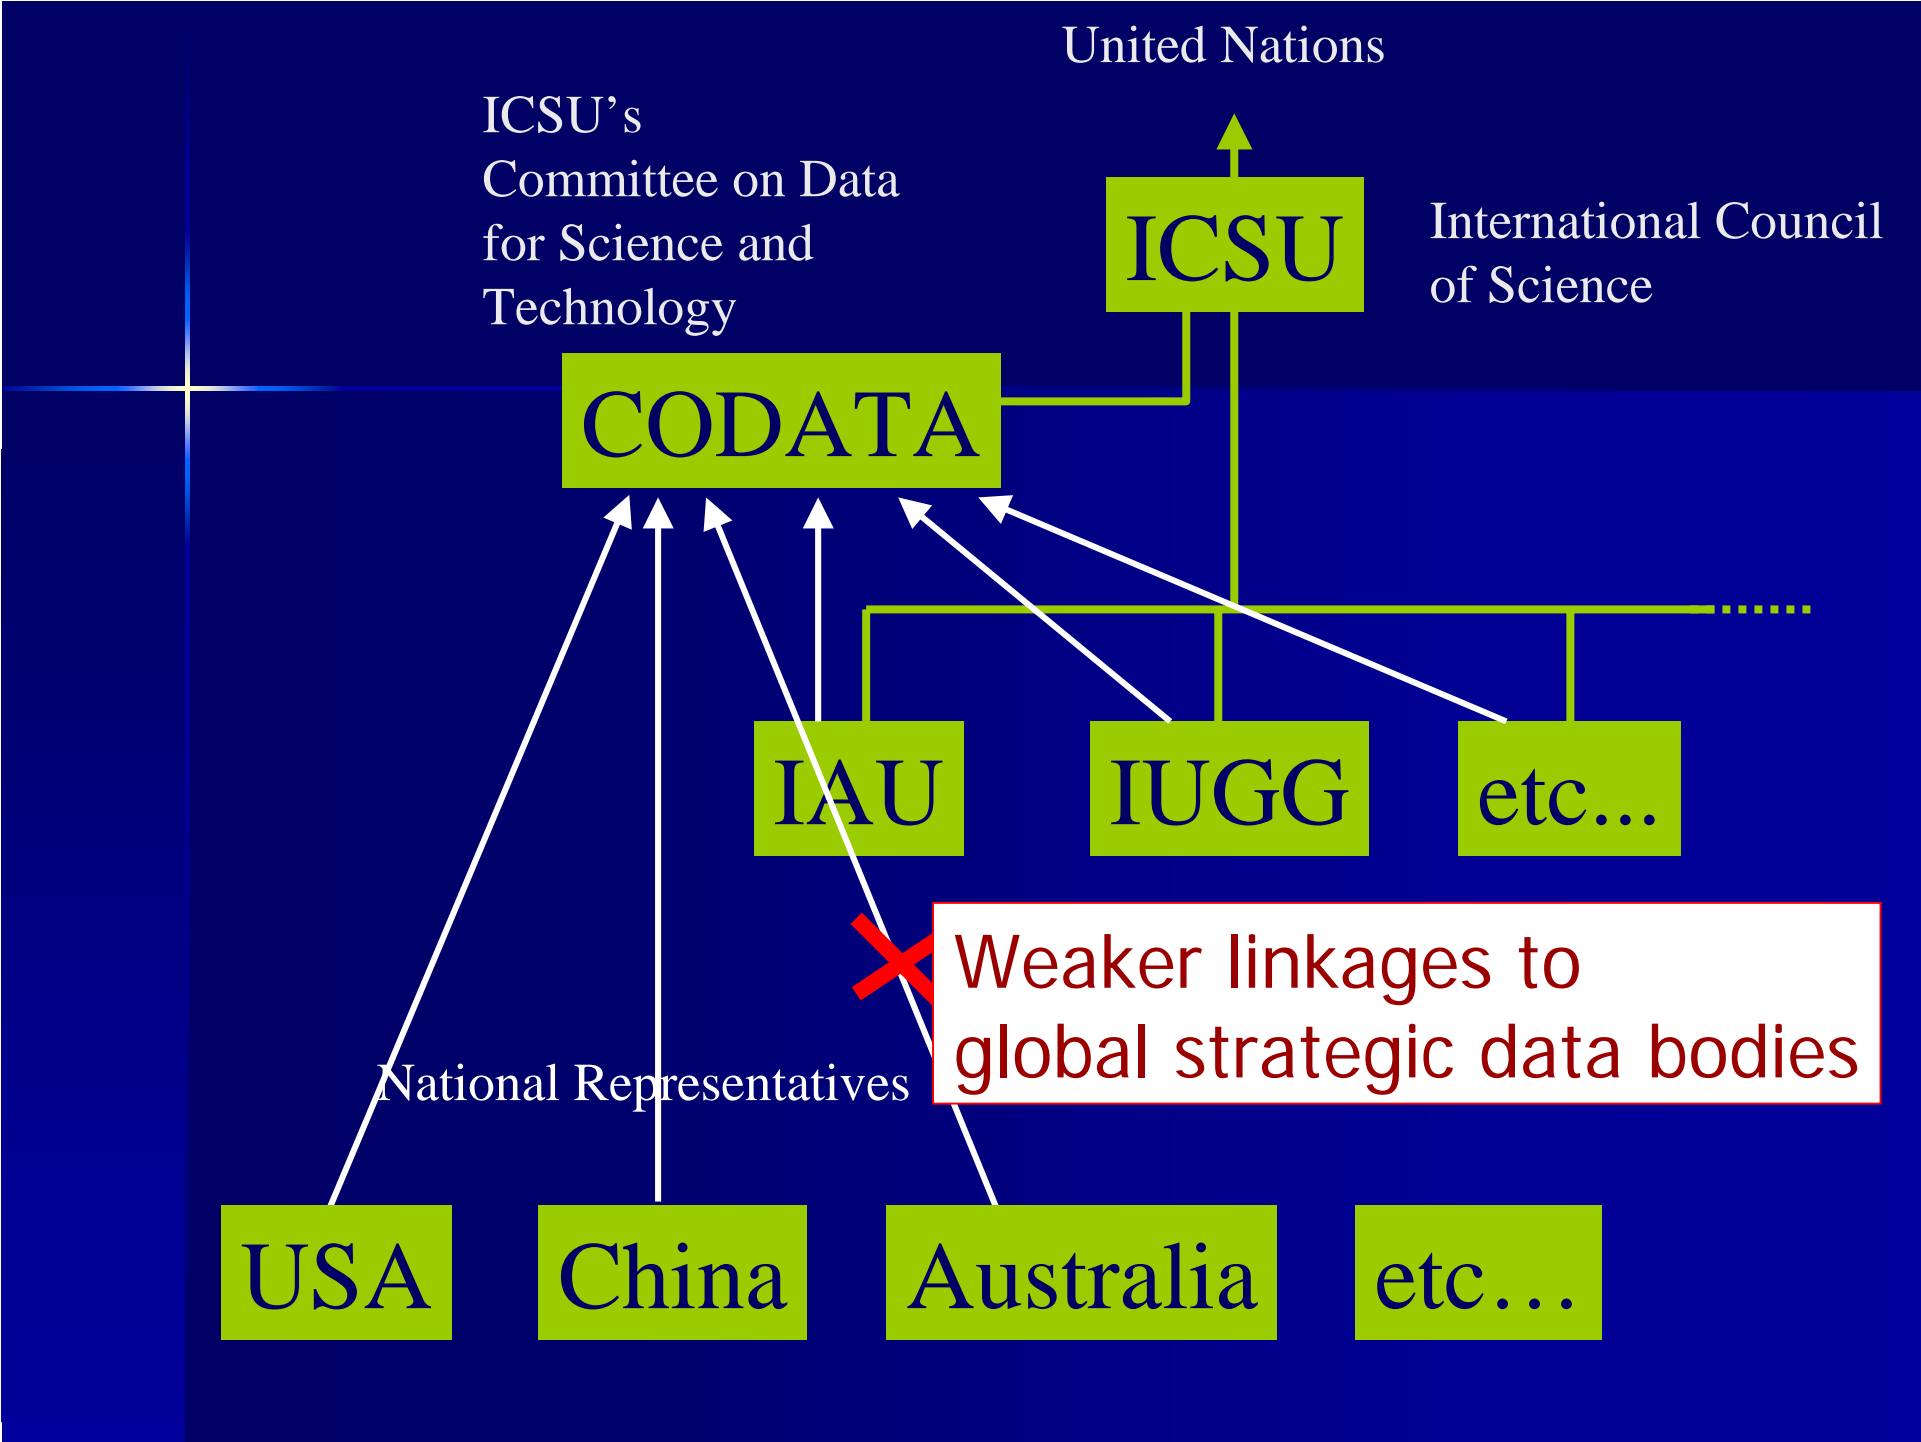 United Nations
ICSU’s
Committee on Data
for Science and
Technology
ICSU
International Council
of Science
CODATA
IAU
IUGG
etc...
Weaker linkages to
global strategic data bodies
National Representatives
USA
China
Australia
etc…